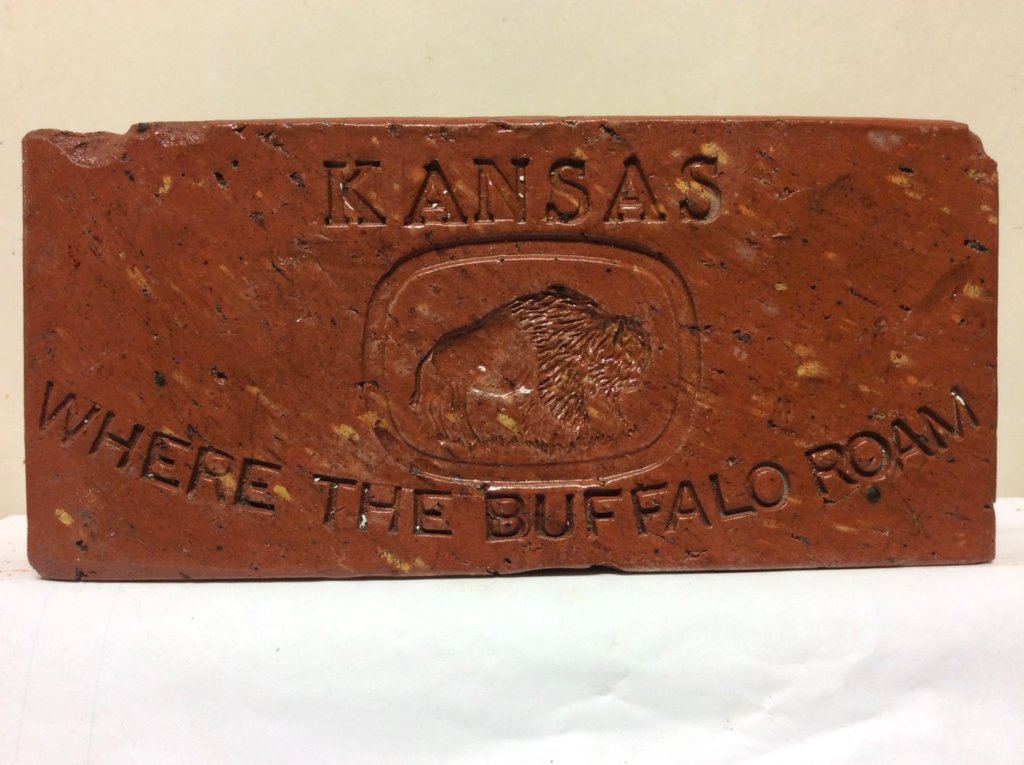 KANSAS
WHERE THE BUFFALO ROAM